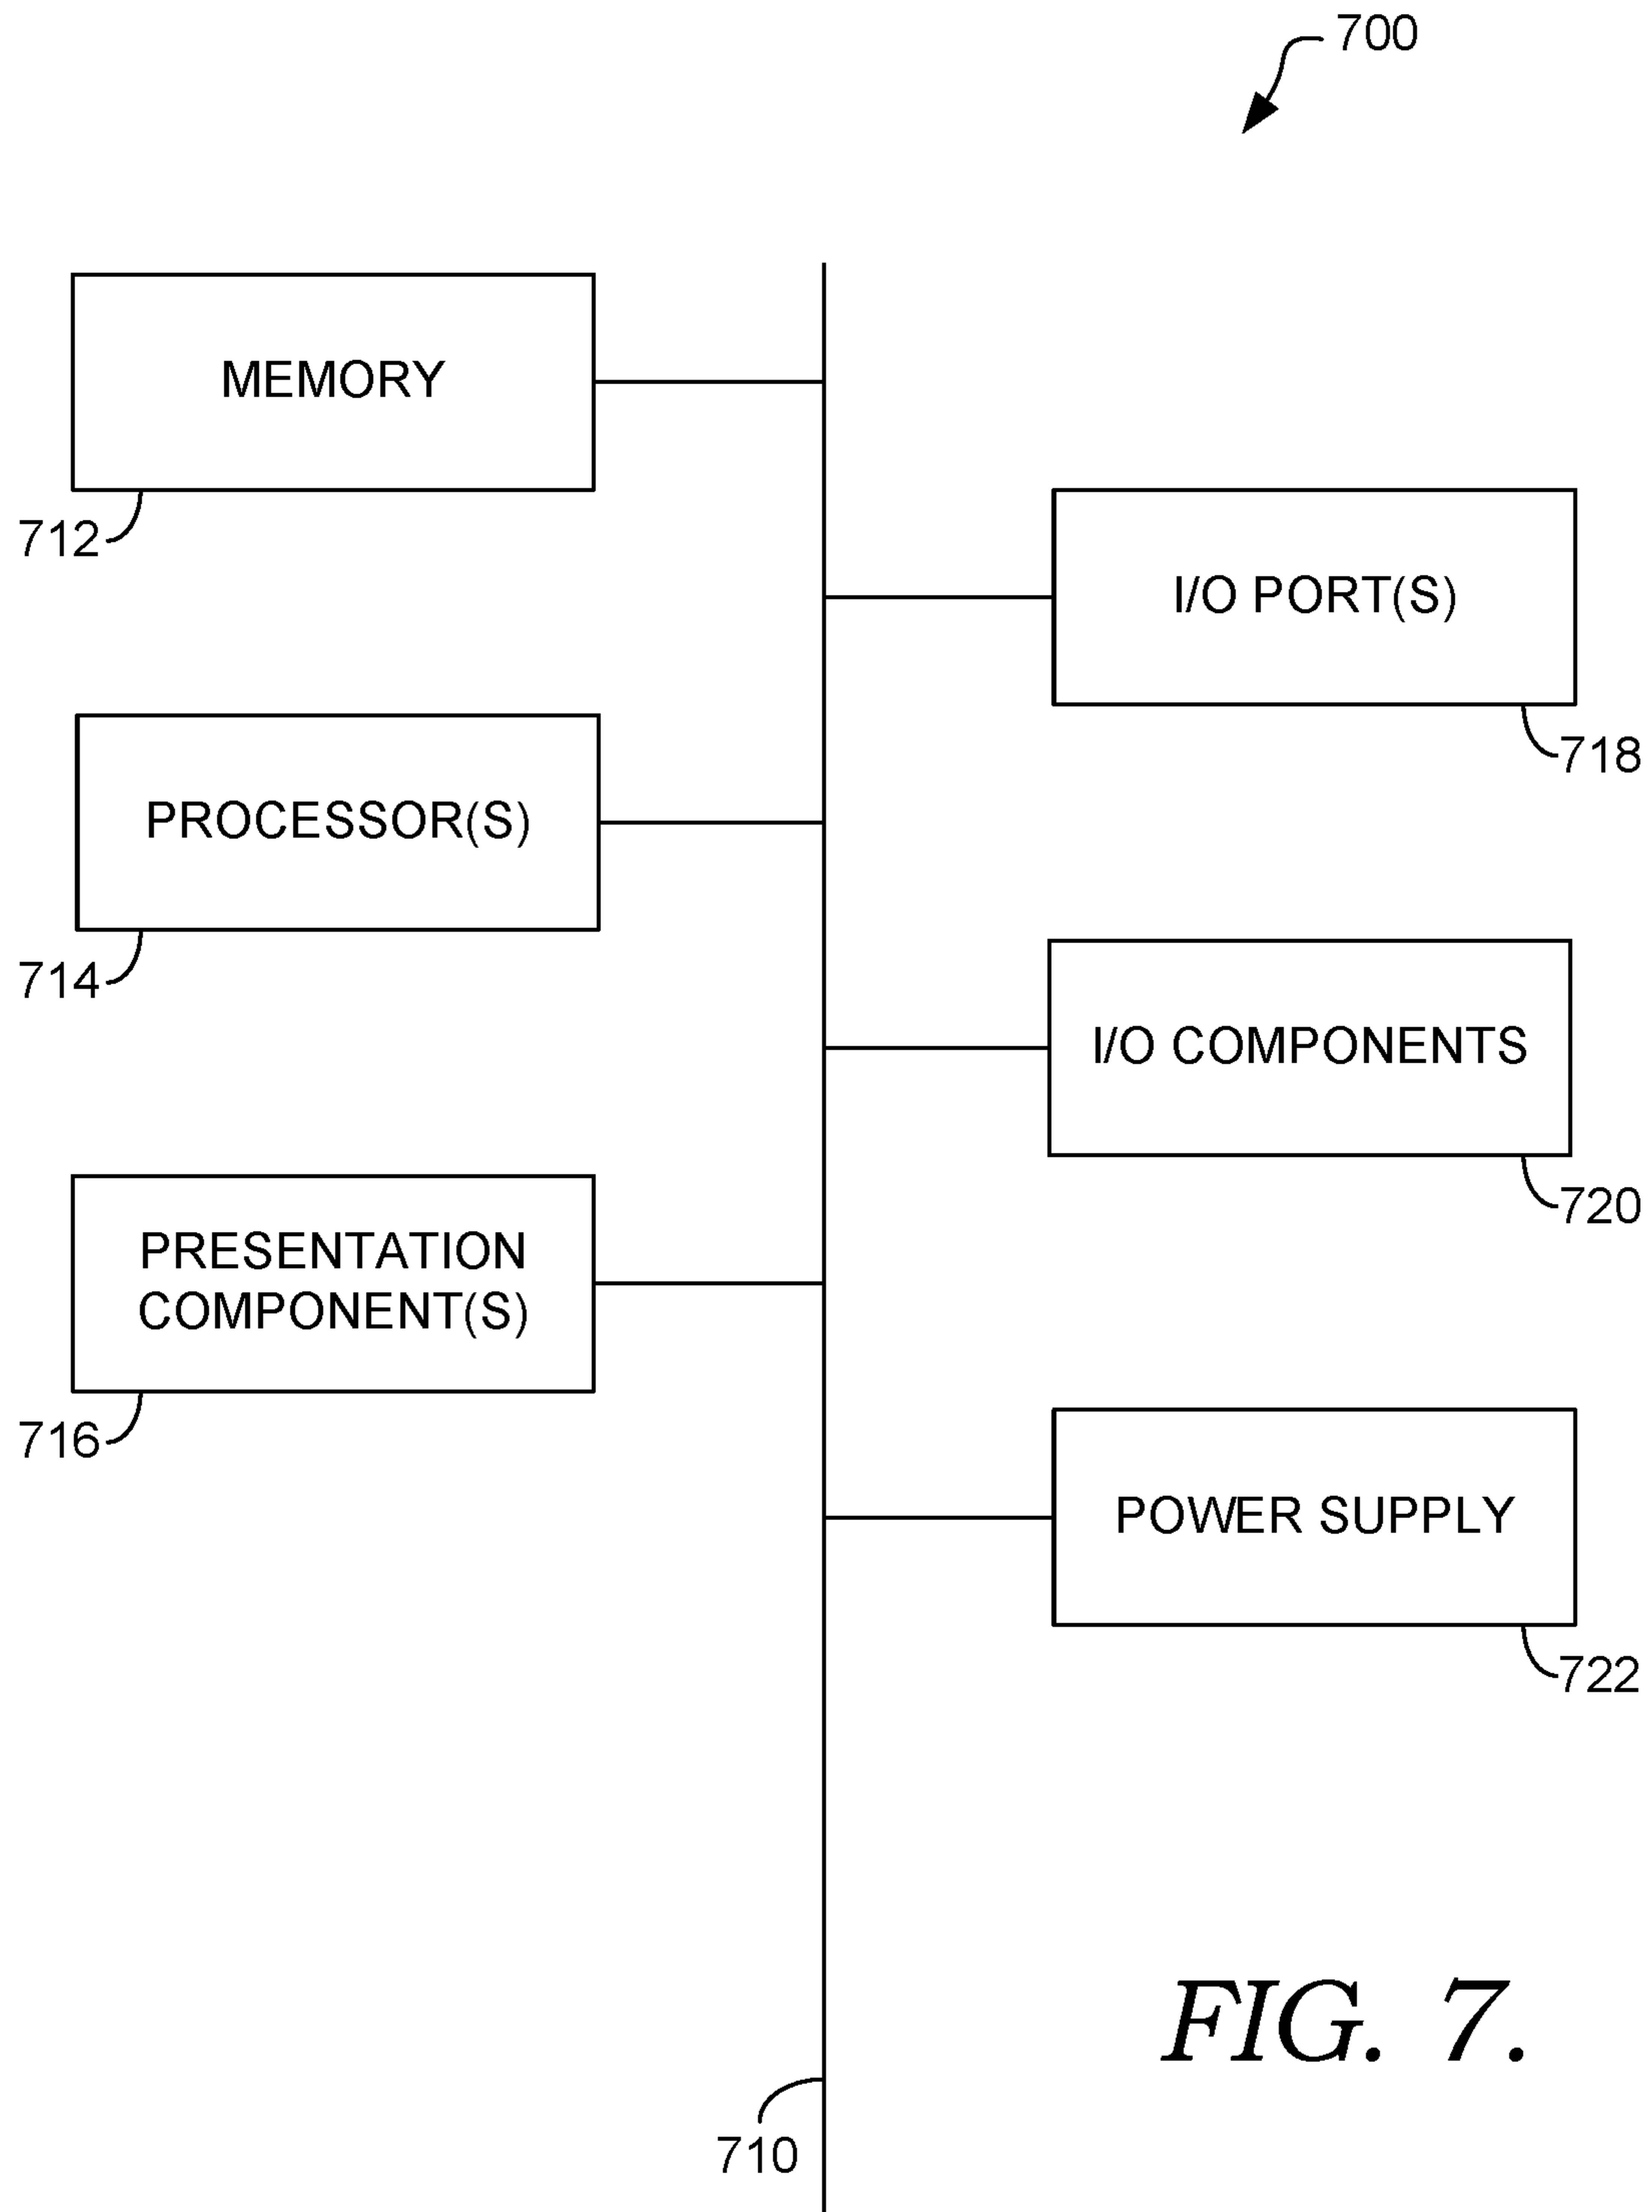 700
MEMORY
712
I/O PORT(S)
718
PROCESSOR(S)
714
I/O COMPONENTS
720
PRESENTATION
COMPONENT(S)
716
POWER SUPPLY
722
FIG. 7.
710